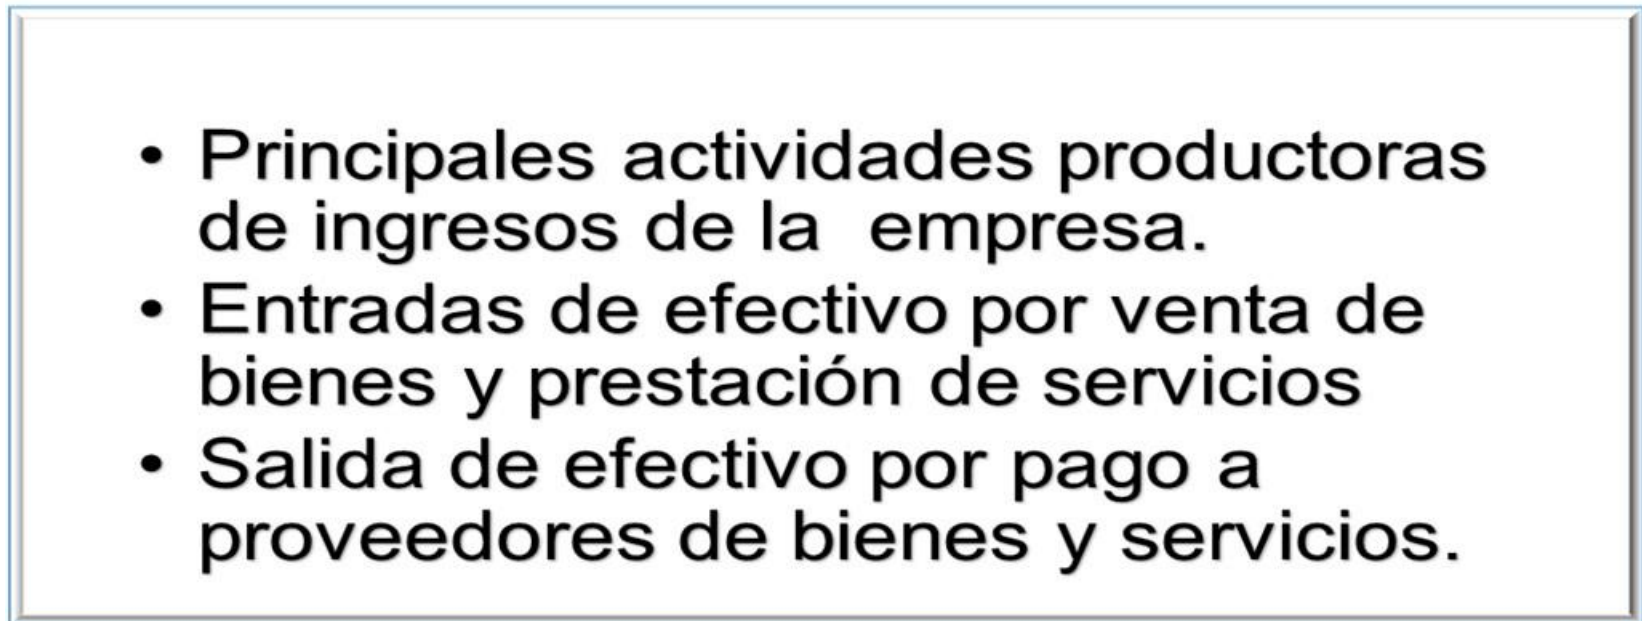 • Principales actividades productoras
de ingresos de la  empresa.
• Entradas de efectivo por venta de
bienes y prestación de servicios
• Salida de efectivo por pago a
proveedores de bienes y servicios.